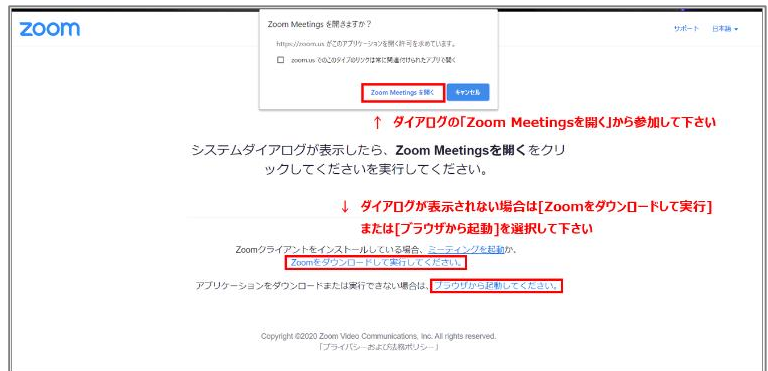 zoom
サポート 日本語
Zoom Meetings を開きますか？
https://zoom.us がこのアプリケーションを開く許可を求めています。
zoom.us でのこのタイプのリンクは常に関連付けられたアプリで開く
Zoom Meetings を開く キャンセル
↑ ダイアログの「Zoom Meetingsを開く」から参加して下さい
システムダイアログが表示したら、Zoom Meetingsを開くをクリ
ックしてくださいを実行してください。
↓ ダイアログが表示されない場合は[Zoomをダウンロードして実行]
または[ブラウザから起動]を選択して下さい
Zoomクライアントをインストールしている場合、ミーティングを起動か、
Zoomをダウンロードして実行してください。
アプリケーションをダウンロードまたは実行できない場合は、ブラウザから起動してください。
Copyright ©2020 Zoom Video Communications, Inc. All rights reserved.
「プライバシーおよび法務ポリシー」